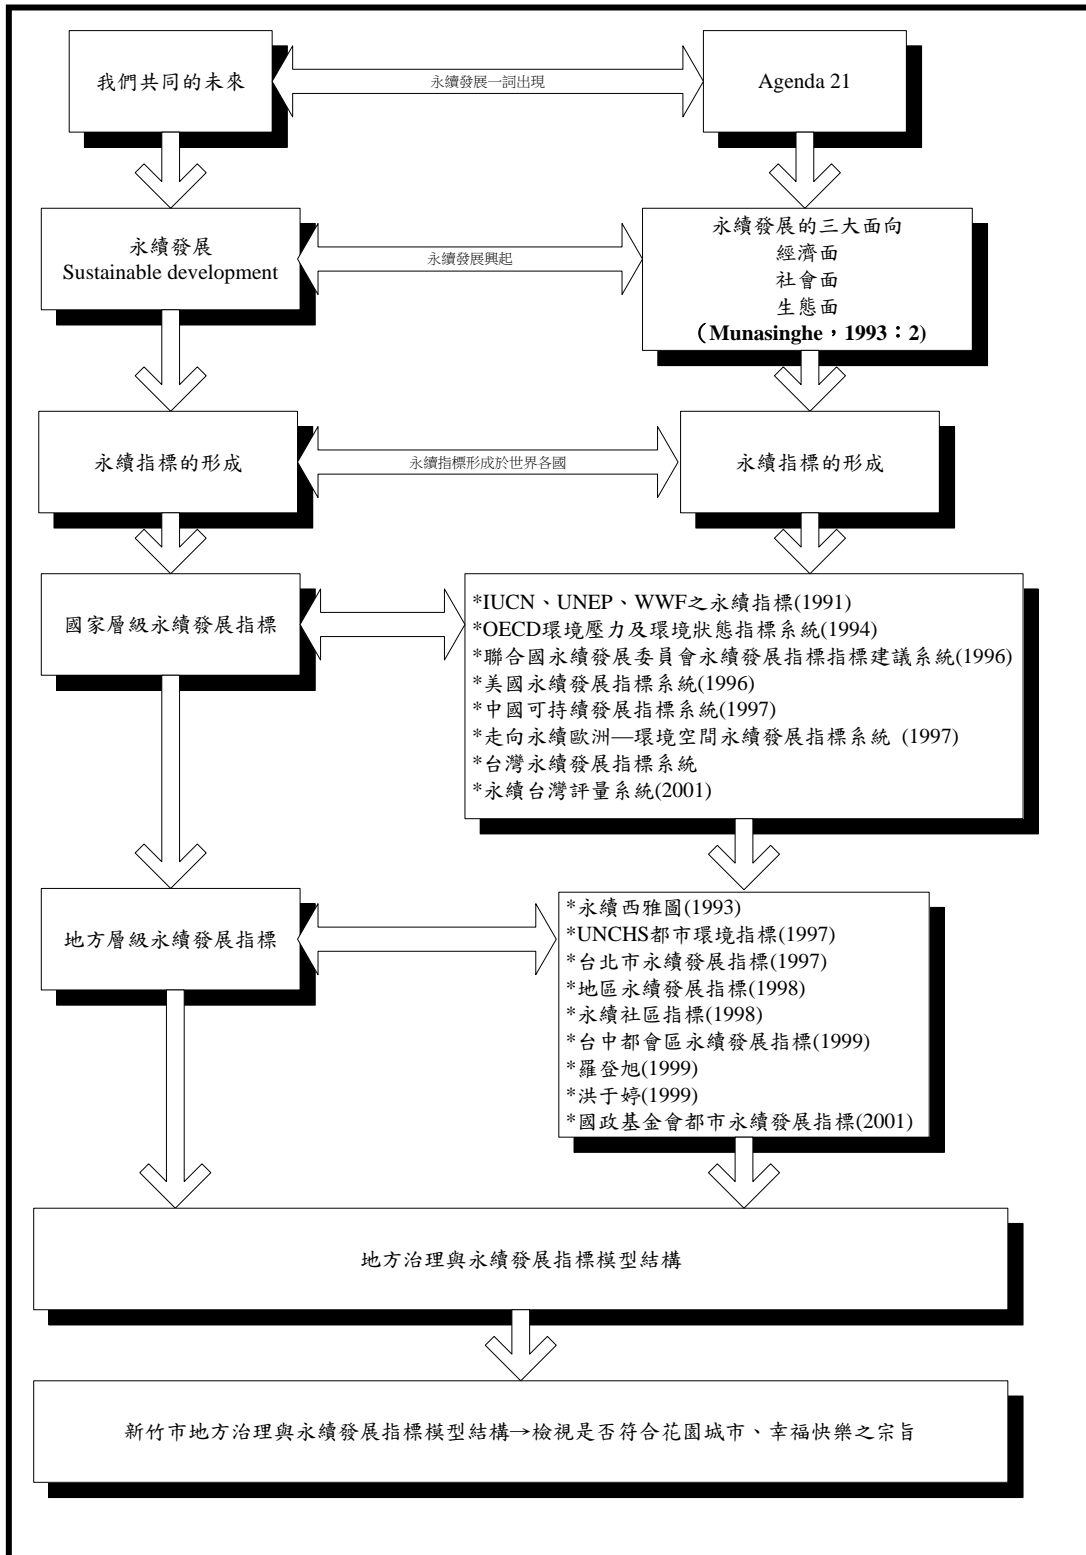 我們共同的未來
永續發展一詞出現
Agenda 21
永續發展
Sustainable development
永續發展興起
永續發展的三大面向
經濟面
社會面
生態面
（Munasinghe，1993：2)
永續指標的形成
永續指標形成於世界各國
永續指標的形成
國家層級永續發展指標
*IUCN、UNEP、WWF之永續指標(1991)
*OECD環境壓力及環境狀態指標系統(1994)
*聯合國永續發展委員會永續發展指標指標建議系統(1996)
*美國永續發展指標系統(1996)
*中國可持續發展指標系統(1997)
*走向永續歐洲—環境空間永續發展指標系統 (1997)
*台灣永續發展指標系統
*永續台灣評量系統(2001)
地方層級永續發展指標
*永續西雅圖(1993)
*UNCHS都市環境指標(1997)
*台北市永續發展指標(1997)
*地區永續發展指標(1998)
*永續社區指標(1998)
*台中都會區永續發展指標(1999)
*羅登旭(1999)
*洪于婷(1999)
*國政基金會都市永續發展指標(2001)
地方治理與永續發展指標模型結構
新竹市地方治理與永續發展指標模型結構→檢視是否符合花園城市、幸福快樂之宗旨